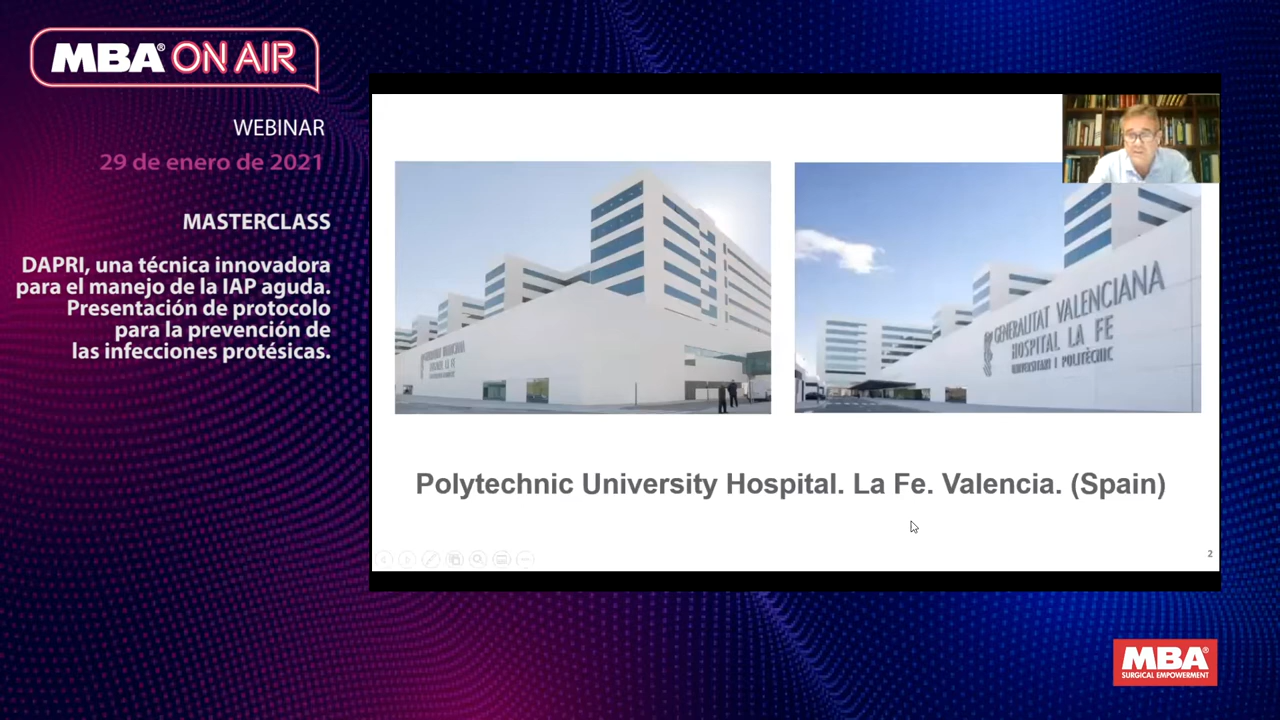 MBA® ON AIR
WEBINAR
29 de enero de 2021
MASTERCLASS
DAPRI, una técnica innovadora
para el manejo de la IAP aguda.
Presentación de protocolo
para la prevención de
las infecciones protésicas.
GENERALITAT VALENCIANA
HOSPITAL LA FE
UNIVERSITARI I POLITÈCNIC
Polytechnic University Hospital. La Fe. Valencia. (Spain)
2
MBA®
SURGICAL EMPOWERMENT